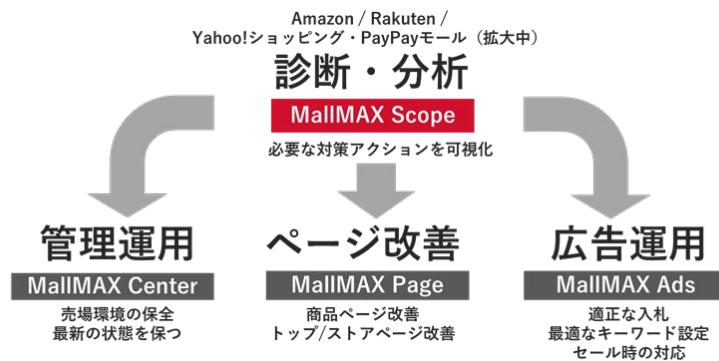 Amazon / Rakuten /
Yahoo!ショッピング・PayPayモール（拡大中）
診断・分析
MallMAX Scope
必要な対策アクションを可視化
管理運用
MallMAX Center
売場環境の保全
最新の状態を保つ
ページ改善
MallMAX Page
商品ページ改善
トップ/ストアページ改善
広告運用
MallMAX Ads
適正な入札
最適なキーワード設定
セール時の対応